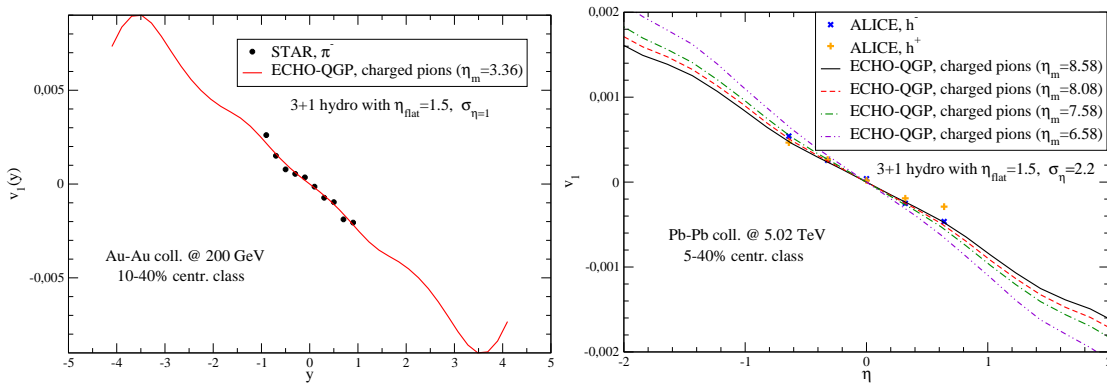 0,005
0
-0,005
v₁(y)
STAR, π⁻
ECHO-QGP, charged pions (ηₘ=3.36)
3+1 hydro with η_flat=1.5, σ_η=1
Au-Au coll. @ 200 GeV
10-40% centr. class
-5 -4 -3 -2 -1 0 1 2 3 4 5
y
0,002
0,001
0
-0,001
-0,002
v₁
ALICE, h⁻
ALICE, h⁺
ECHO-QGP, charged pions (ηₘ=8.58)
ECHO-QGP, charged pions (ηₘ=8.08)
ECHO-QGP, charged pions (ηₘ=7.58)
ECHO-QGP, charged pions (ηₘ=6.58)
3+1 hydro with η_flat=1.5, σ_η=2.2
Pb-Pb coll. @ 5.02 TeV
5-40% centr. class
-2 -1 0 1
η